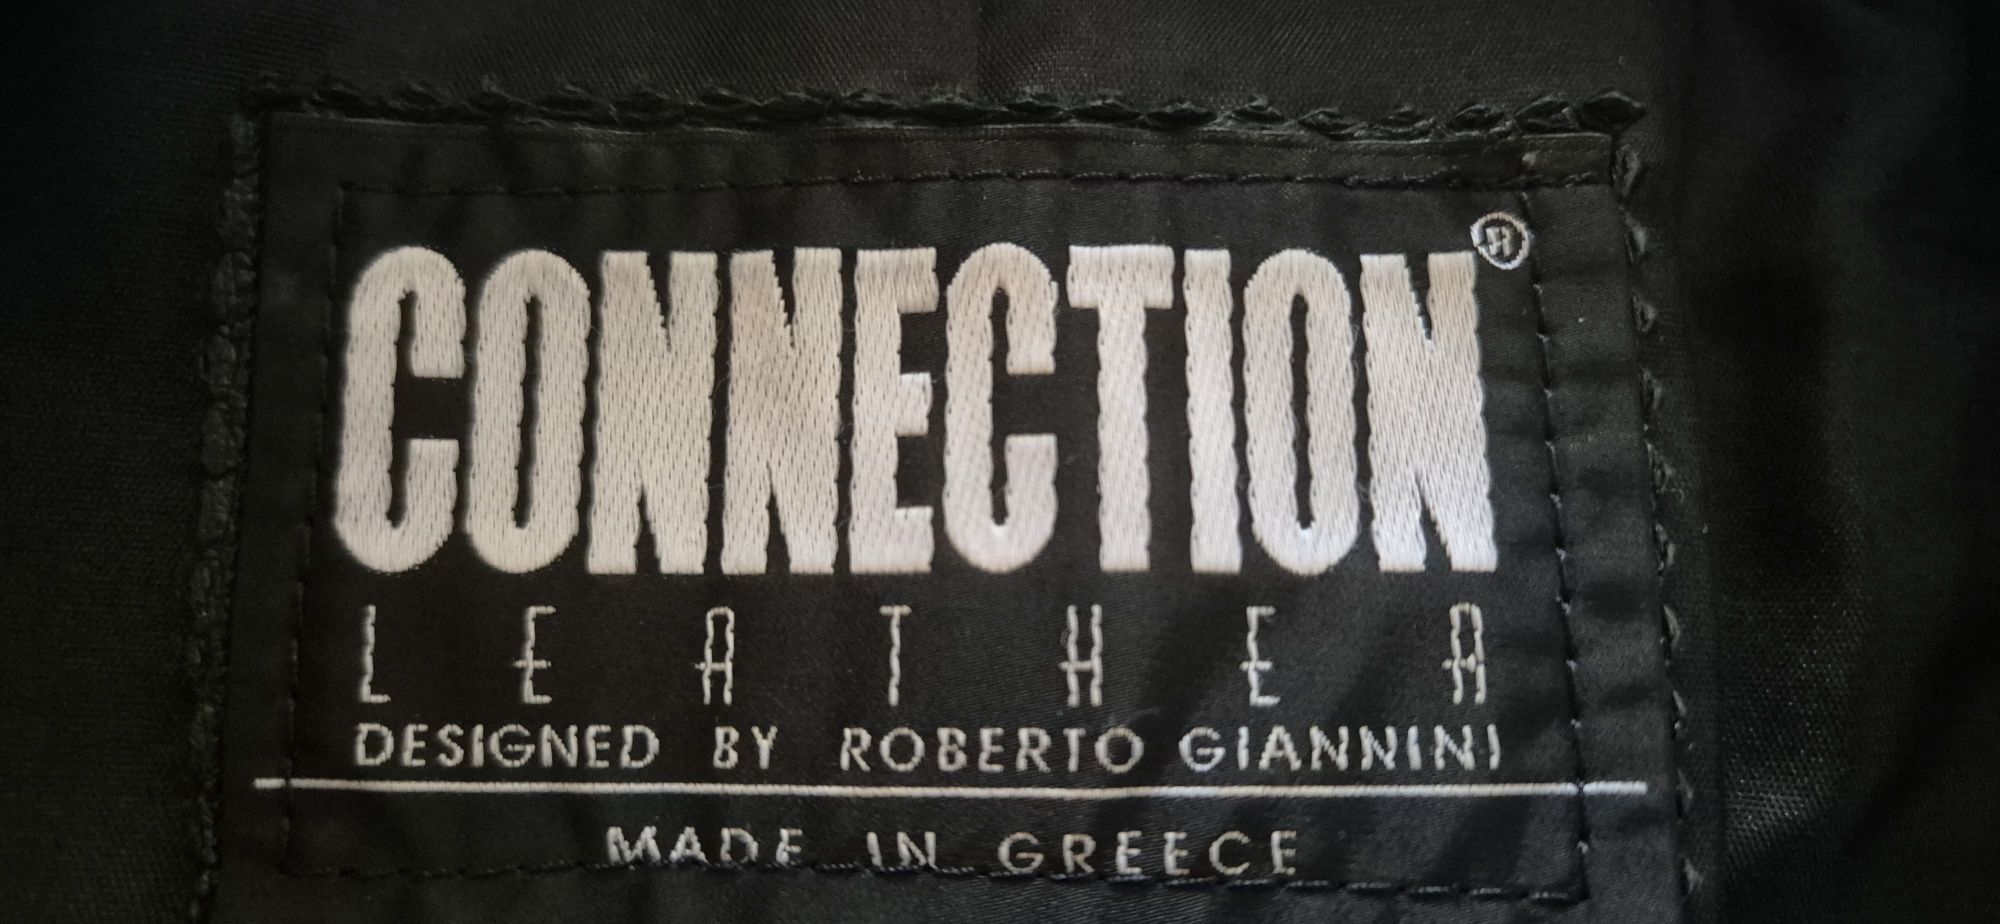 CONNECTION®
LEATHER
DESIGNED BY ROBERTO GIANNINI
MADE IN GREECE